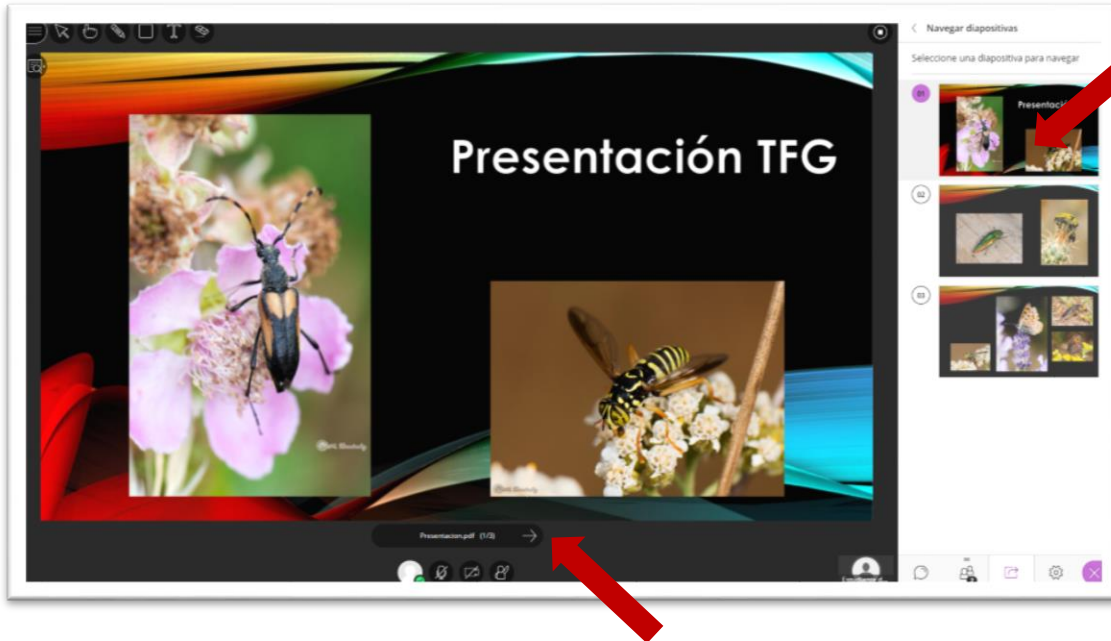 Navegar diapositivas
Seleccione una diapositiva para navegar
Presentación TFG
01
02
03
Presentacion.pdf (1/3)